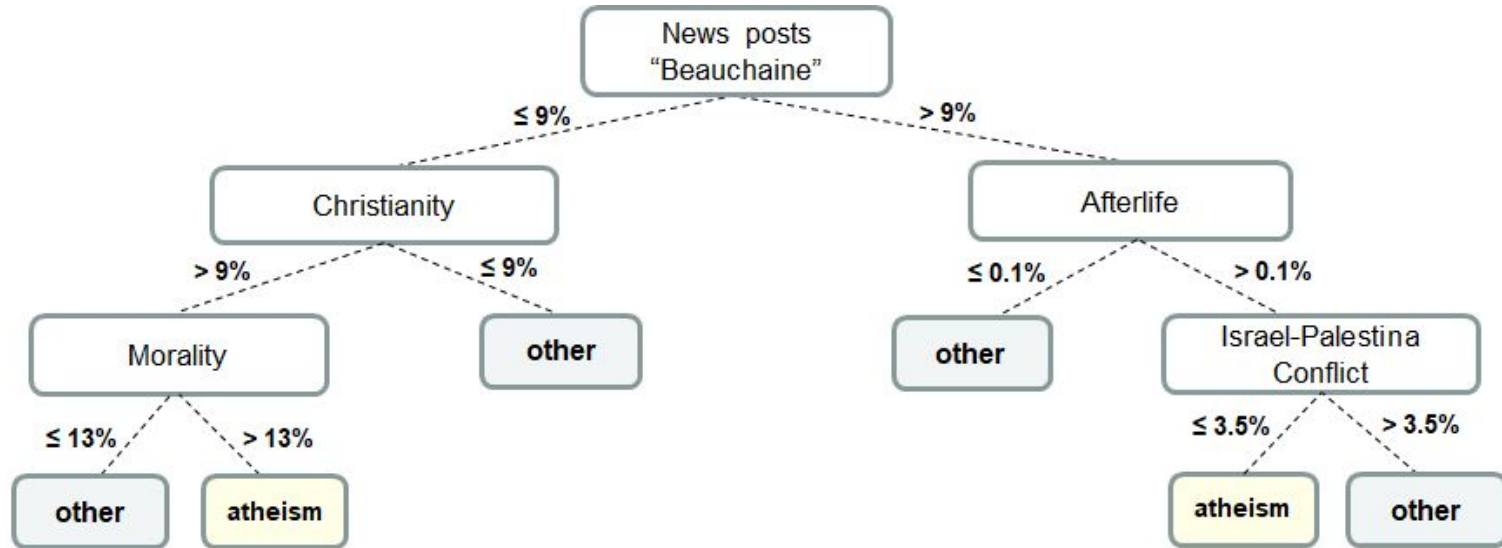 News posts
“Beauchaine”
≤ 9%
> 9%
Christianity
Afterlife
> 9%
≤ 9%
≤ 0.1%
> 0.1%
Morality
other
other
Israel-Palestina
Conflict
≤ 13%
> 13%
≤ 3.5%
> 3.5%
other
atheism
atheism
other